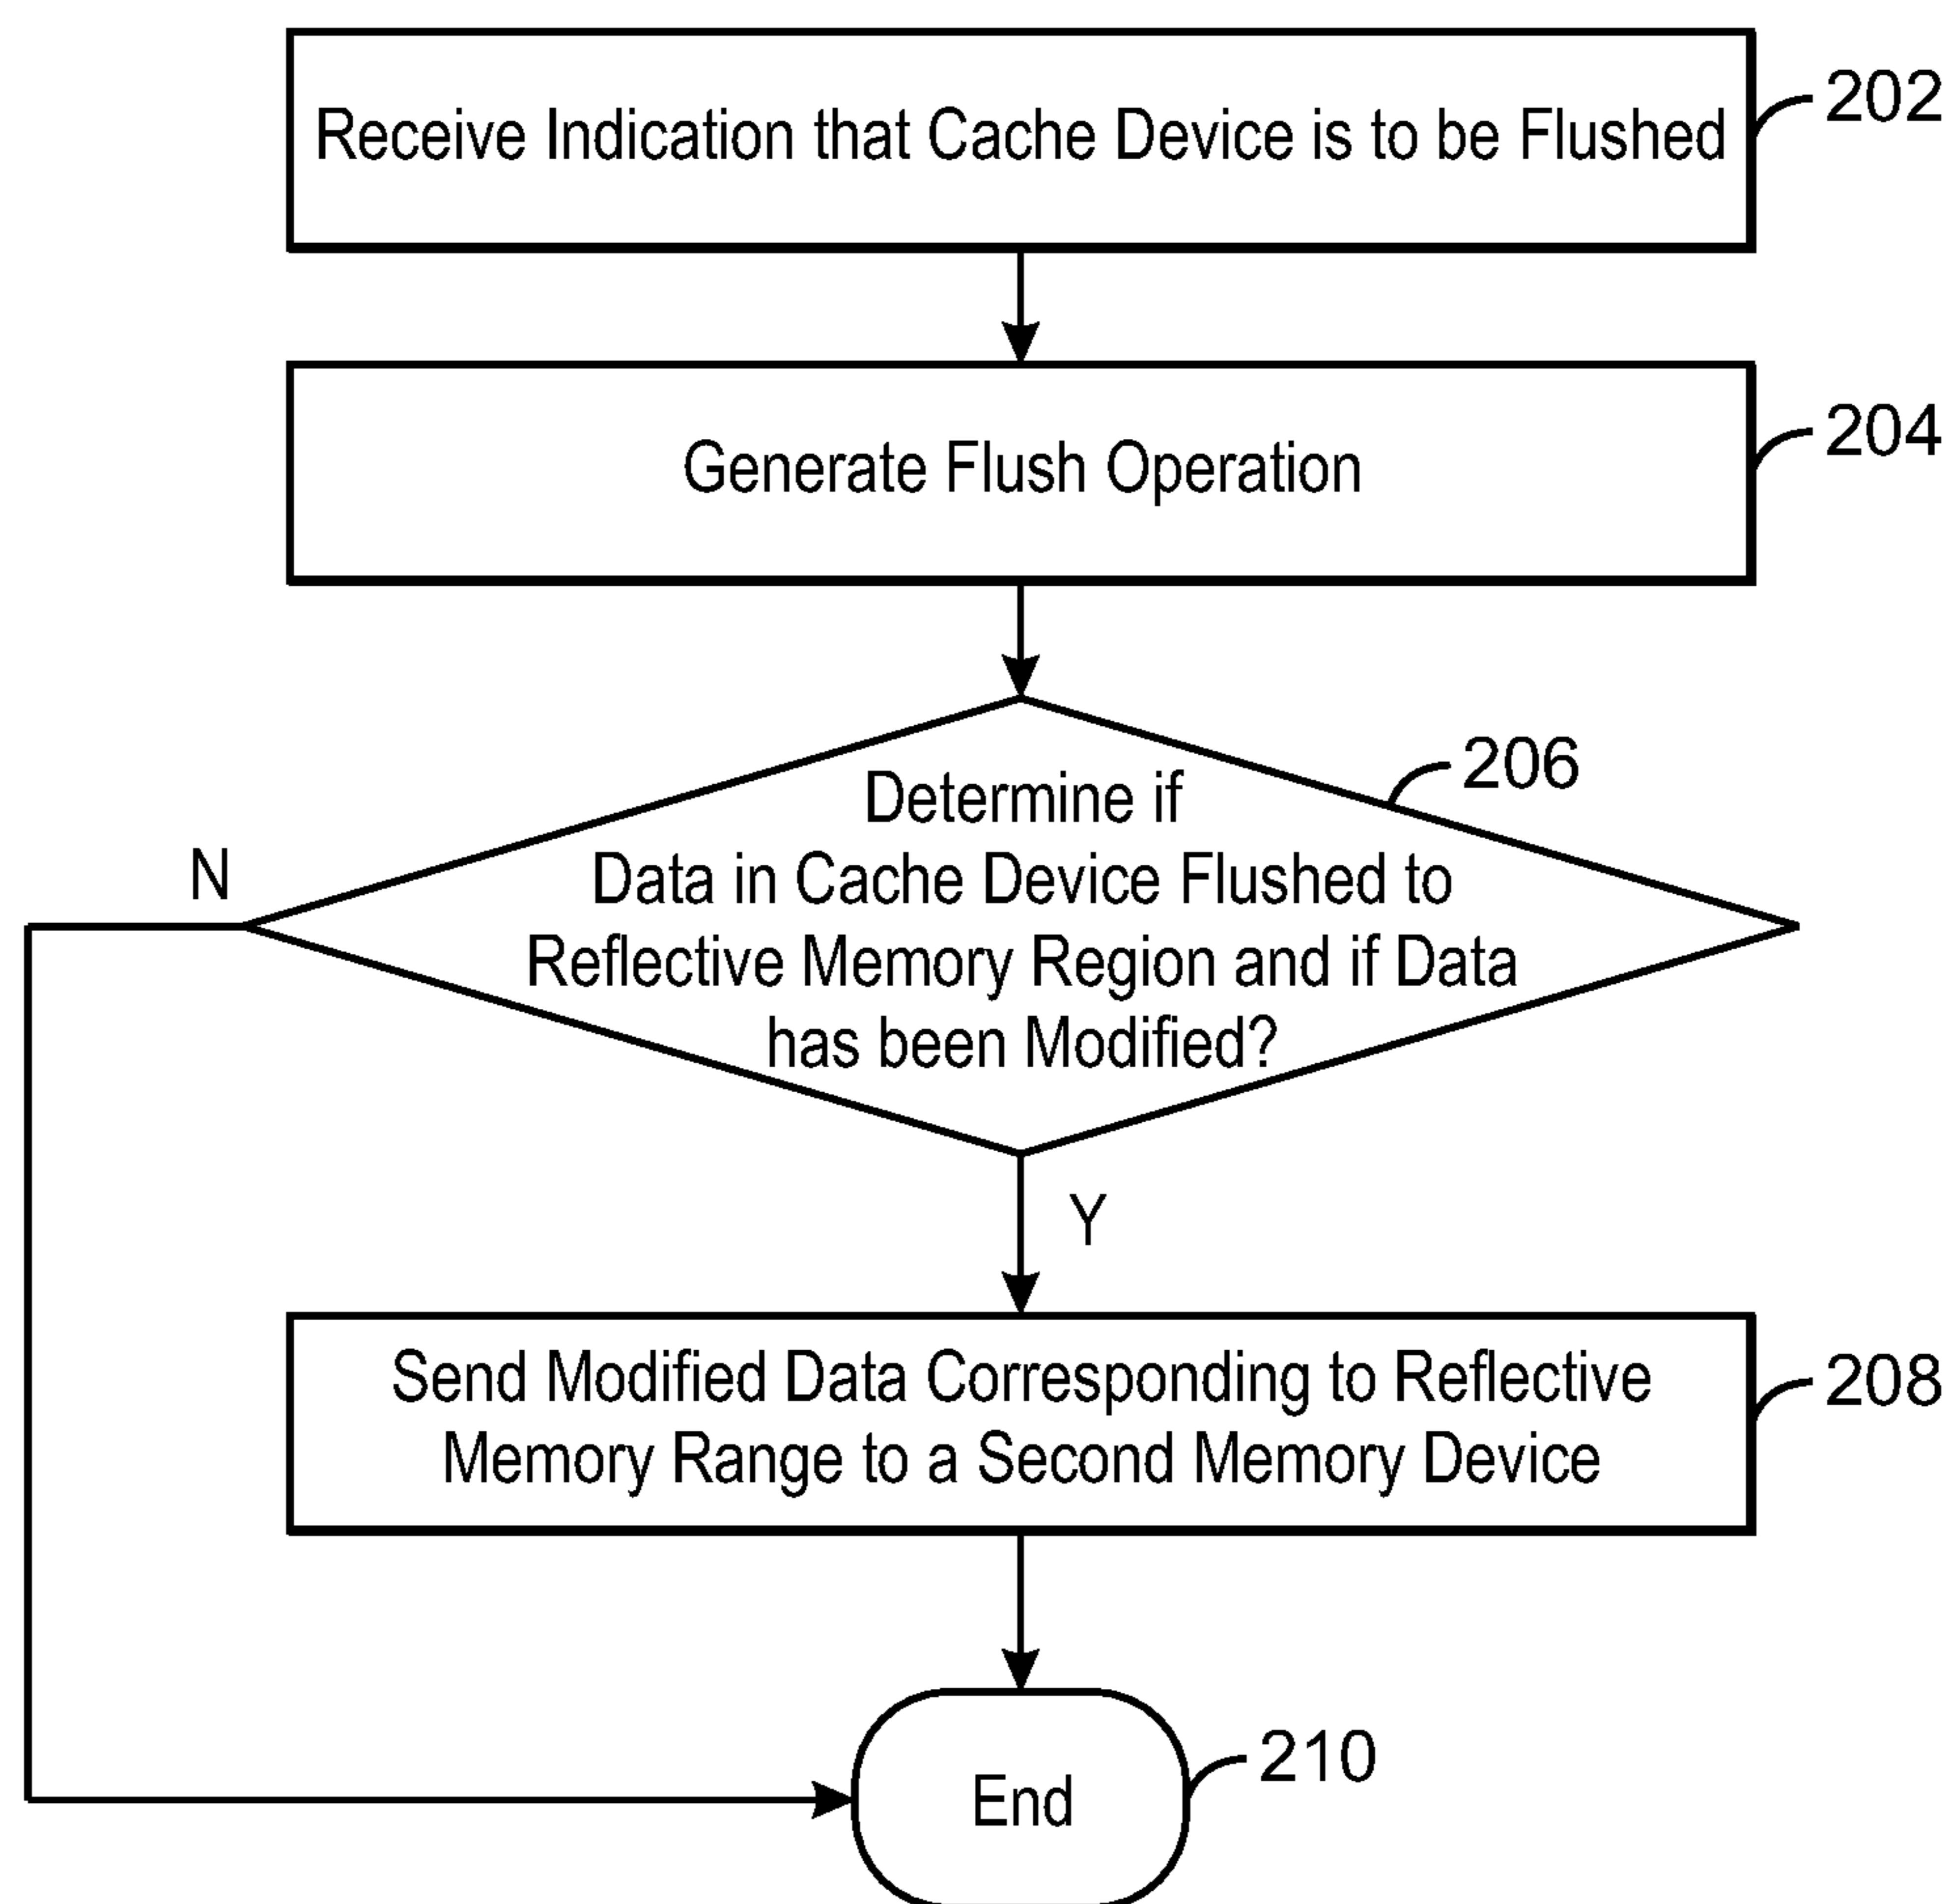 Receive Indication that Cache Device is to be Flushed
202
Generate Flush Operation
204
Determine if
Data in Cache Device Flushed to
Reflective Memory Region and if Data
has been Modified?
206
N
Y
Send Modified Data Corresponding to Reflective
Memory Range to a Second Memory Device
208
End
210